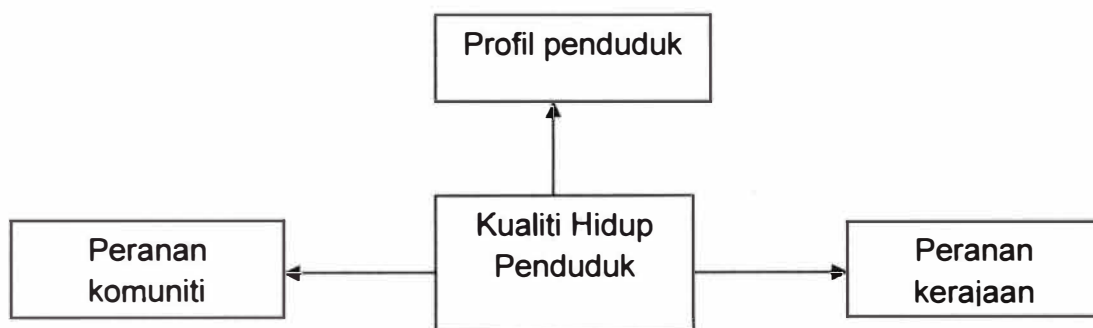 Profil penduduk
Kualiti Hidup
Penduduk
Peranan
komuniti
Peranan
kerajaan